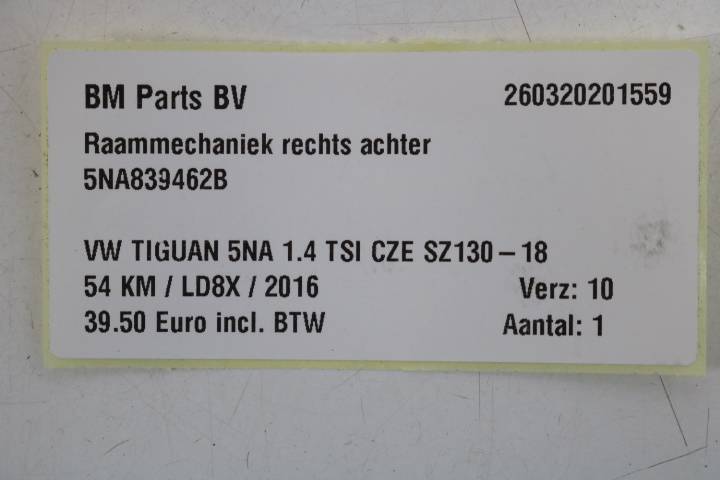 BM Parts BV 260320201559
Raammechaniek rechts achter
5NA839462B
VW TIGUAN 5NA 1.4 TSI CZE SZ130 – 18
54 KM / LD8X / 2016 Verz: 10
39.50 Euro incl. BTW Aantal: 1